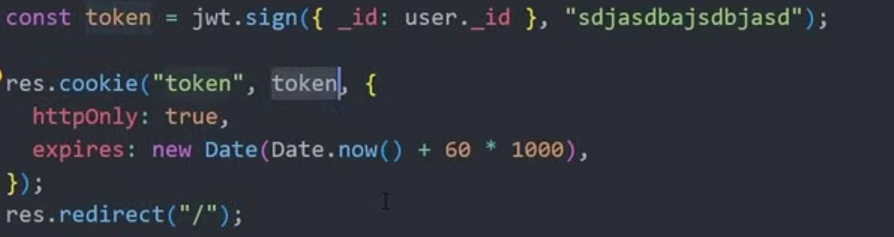 const token = jwt.sign({ _id: user._id }, "sdjasdbajsdbjasd");
res.cookie("token", token, {
httpOnly: true,
expires: new Date(Date.now() + 60 * 1000),
});
res.redirect("/");